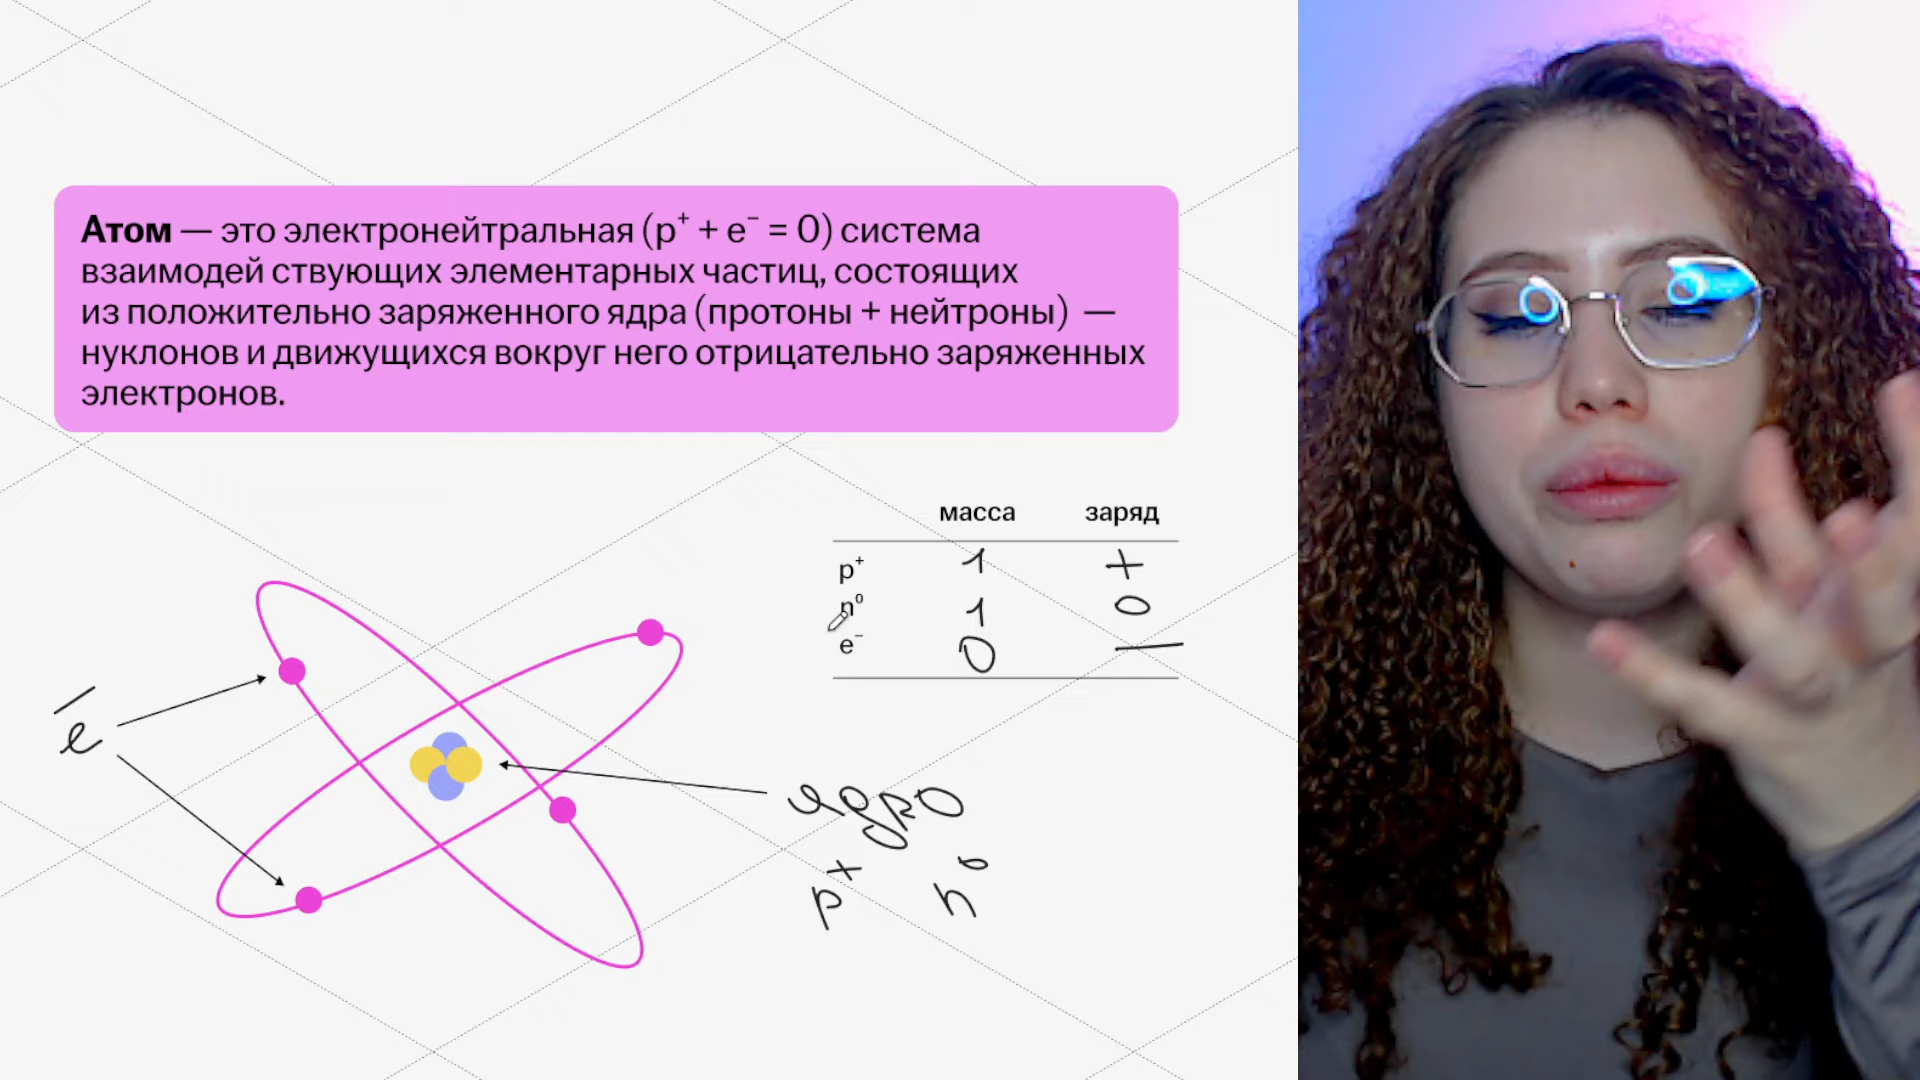 Атом — это электронейтральная (p⁺ + e⁻ = 0) система
взаимодей ствующих элементарных частиц, состоящих
из положительно заряженного ядра (протоны + нейтроны) —
нуклонов и движущихся вокруг него отрицательно заряженных
электронов.
масса заряд
p⁺ 1 +
n⁰ 1 0
e⁻ 0 —
e⁻
ядро
p⁺ n⁰